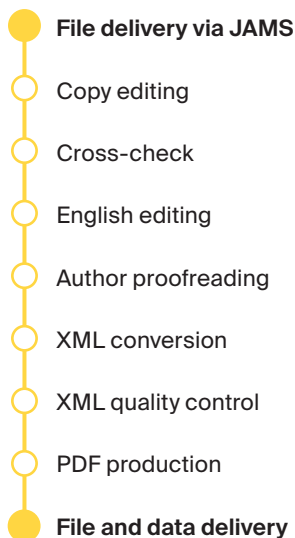 File delivery via JAMS
Copy editing
Cross-check
English editing
Author proofreading
XML conversion
XML quality control
PDF production
File and data delivery